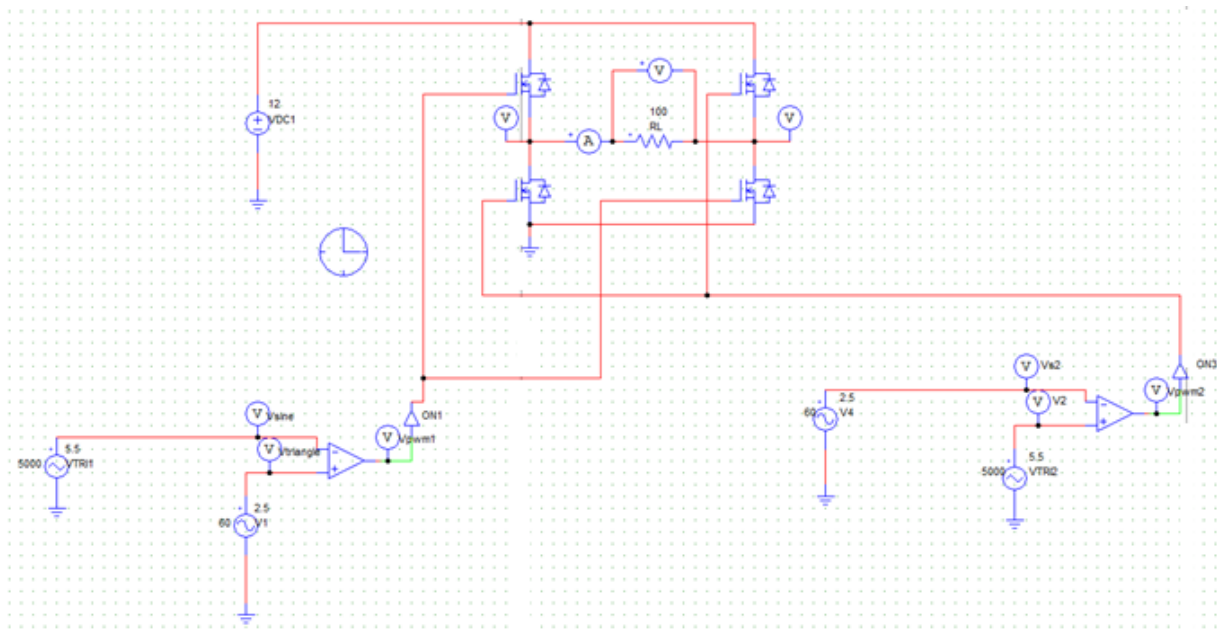 V
12
VDC1
V
100
RL
V
A
ON3
Vs2
V
2.5
V2
V
60
V4
V
Vpwm2
ON1
Vsine
V
V
Vpwm1
Vtriangle
V
5.5
5000
VTRI1
5.5
5000
VTRI2
2.5
60
V1